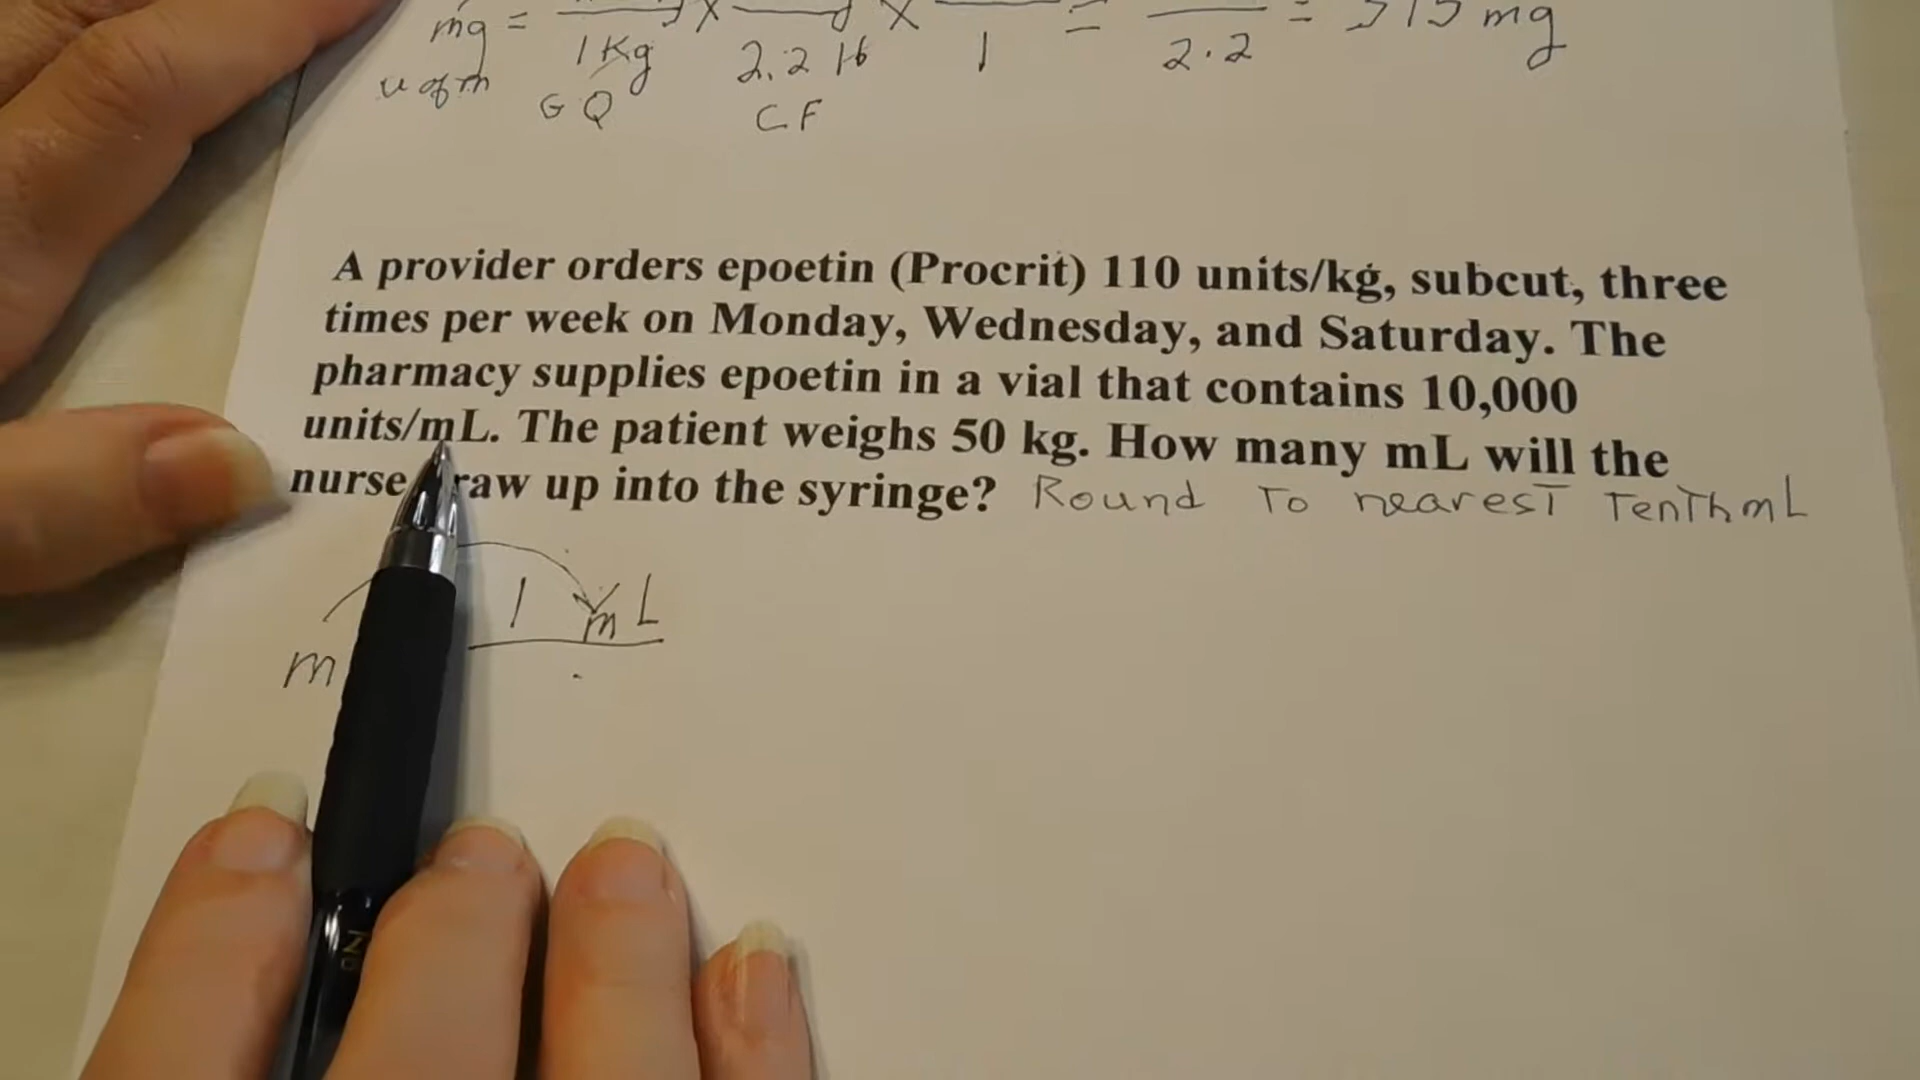 mg = 1 Kg X 2.2 lb X 1 = 2.2 = 315 mg
u of m
G Q CF
A provider orders epoetin (Procrit) 110 units/kg, subcut, three
times per week on Monday, Wednesday, and Saturday. The
pharmacy supplies epoetin in a vial that contains 10,000
units/mL. The patient weighs 50 kg. How many mL will the
nurse raw up into the syringe? Round To nearesT TenTh mL
m 1 mL